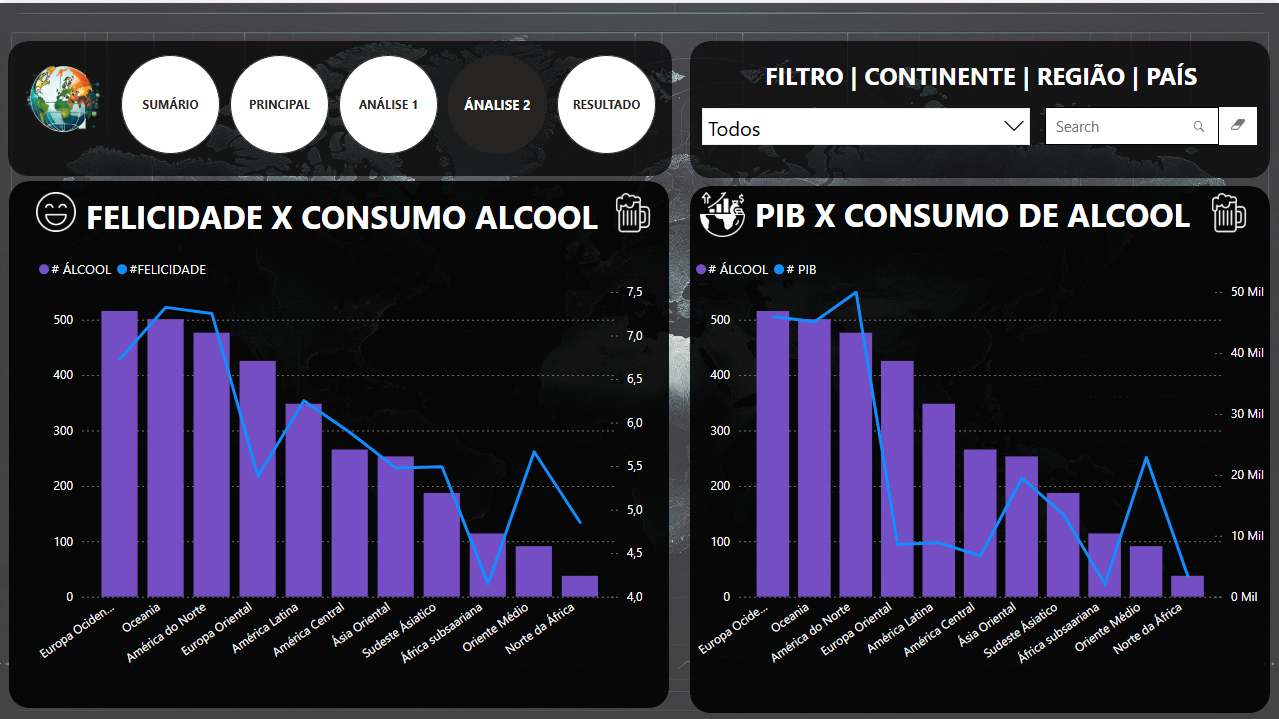 SUMÁRIO
PRINCIPAL
ANÁLISE 1
ÁNALISE 2
RESULTADO
FILTRO | CONTINENTE | REGIÃO | PAÍS
Todos
Search
FELICIDADE X CONSUMO ALCOOL
# ÁLCOOL #FELICIDADE
7,5
7,0
6,5
6,0
5,5
5,0
4,5
4,0
500
400
300
200
100
0
Europa Ociden...
Oceania
América do Norte
Europa Oriental
América Latina
América Central
Ásia Oriental
Sudeste Ásiatico
África subsaariana
Oriente Médio
Norte da África
PIB X CONSUMO DE ALCOOL
# ÁLCOOL # PIB
50 Mil
40 Mil
30 Mil
20 Mil
10 Mil
0 Mil
500
400
300
200
100
0
Europa Ocide...
Oceania
América do Norte
Europa Oriental
América Latina
América Central
Ásia Oriental
Sudeste Ásiatico
África subsaariana
Oriente Médio
Norte da África